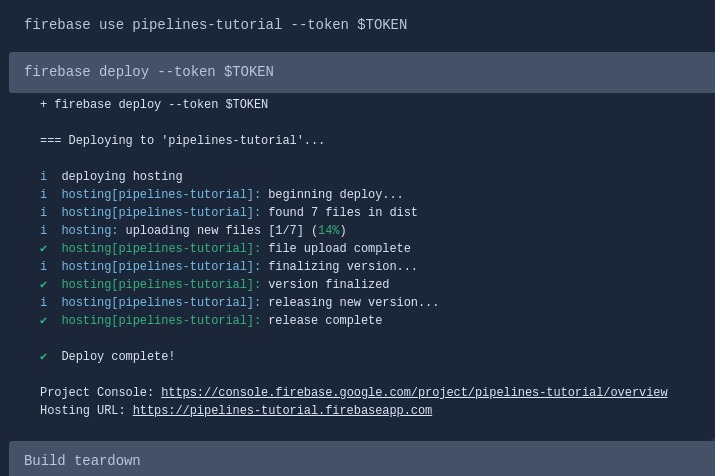 firebase use pipelines-tutorial --token $TOKEN
firebase deploy --token $TOKEN
+ firebase deploy --token $TOKEN
=== Deploying to 'pipelines-tutorial'...
i  deploying hosting
i  hosting[pipelines-tutorial]: beginning deploy...
i  hosting[pipelines-tutorial]: found 7 files in dist
i  hosting: uploading new files [1/7] (14%)
✔  hosting[pipelines-tutorial]: file upload complete
i  hosting[pipelines-tutorial]: finalizing version...
✔  hosting[pipelines-tutorial]: version finalized
i  hosting[pipelines-tutorial]: releasing new version...
✔  hosting[pipelines-tutorial]: release complete
✔  Deploy complete!
Project Console: https://console.firebase.google.com/project/pipelines-tutorial/overview
Hosting URL: https://pipelines-tutorial.firebaseapp.com
Build teardown